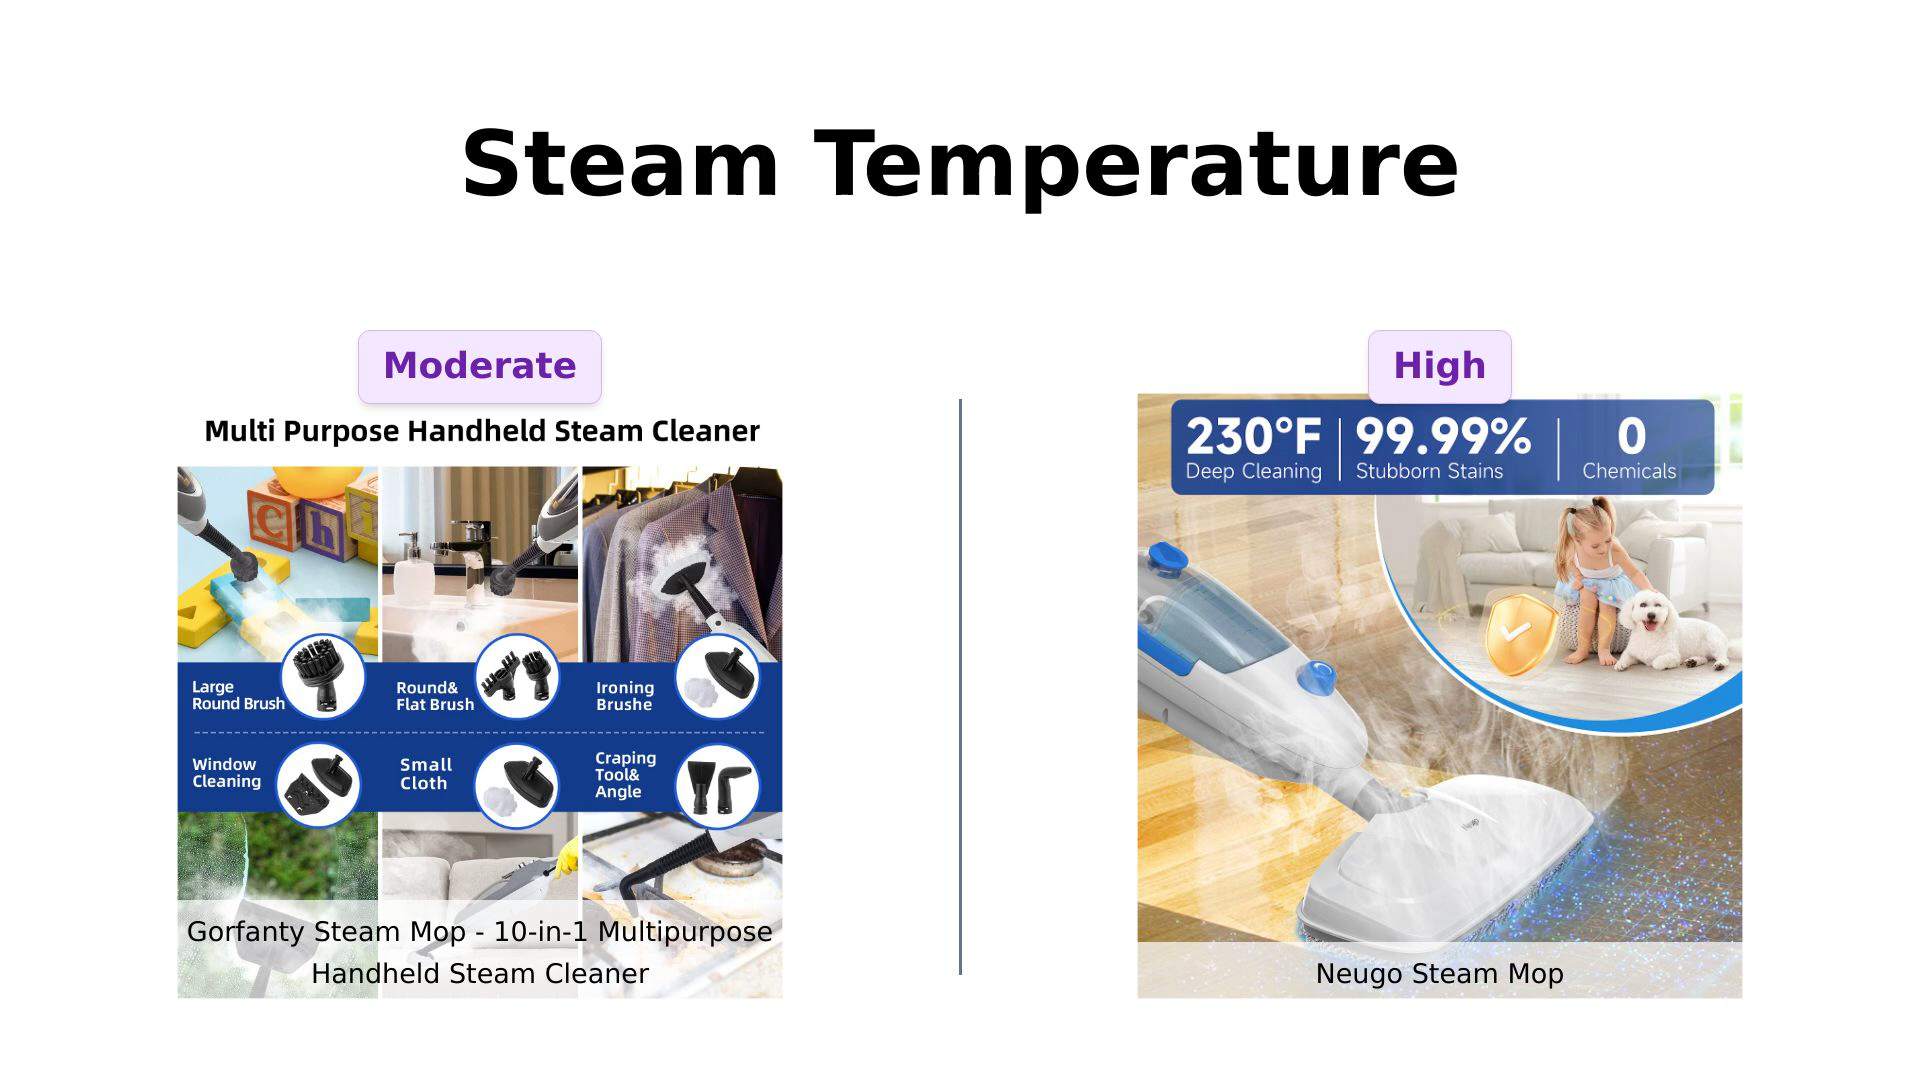 Steam Temperature
Moderate
Multi Purpose Handheld Steam Cleaner
Large
Round Brush
Round&
Flat Brush
Ironing
Brushe
Window
Cleaning
Small
Cloth
Craping
Tool&
Angle
Gorfanty Steam Mop - 10-in-1 Multipurpose
Handheld Steam Cleaner
High
230°F
Deep Cleaning
99.99%
Stubborn Stains
0
Chemicals
Neugo Steam Mop